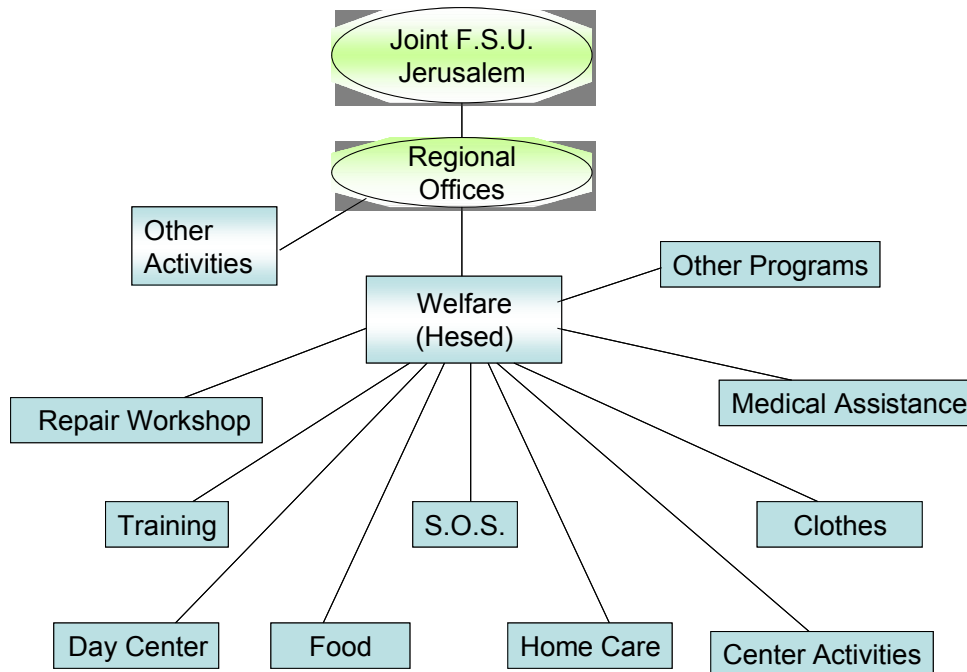 Joint F.S.U.
Jerusalem
Regional
Offices
Other
Activities
Other Programs
Welfare
(Hesed)
Repair Workshop
Medical Assistance
Training
S.O.S.
Clothes
Day Center
Food
Home Care
Center Activities